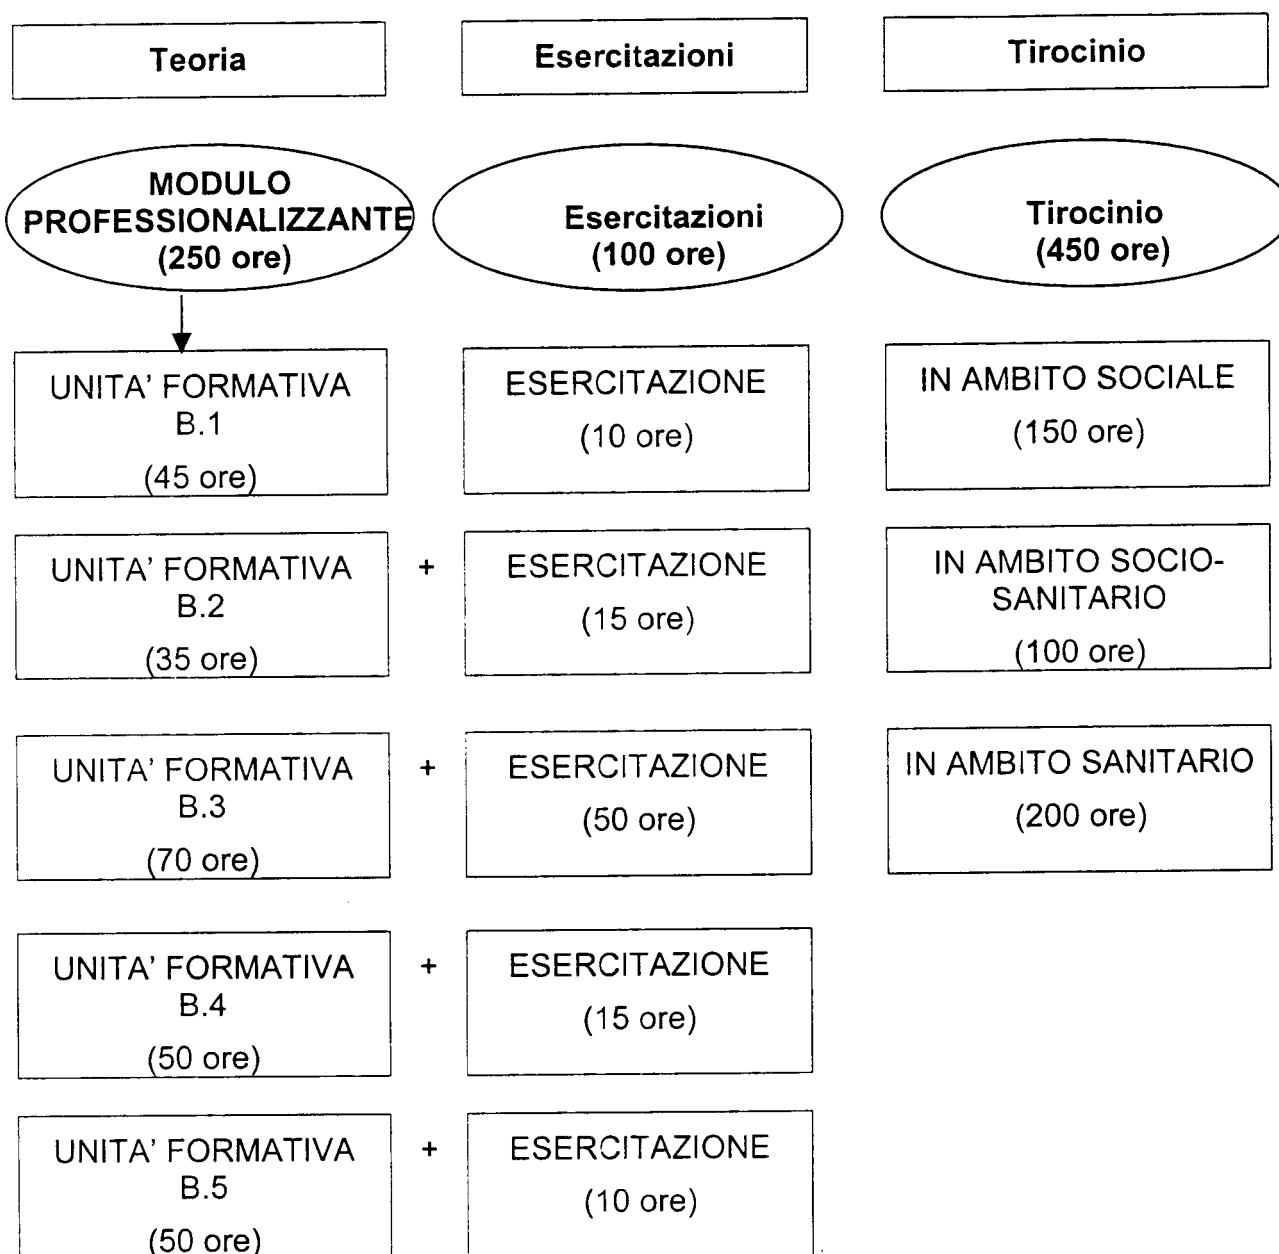 Teoria
Esercitazioni
Tirocinio
MODULO
PROFESSIONALIZZANTE
(250 ore)
Esercitazioni
(100 ore)
Tirocinio
(450 ore)
UNITA’ FORMATIVA
B.1
(45 ore)
ESERCITAZIONE
(10 ore)
IN AMBITO SOCIALE
(150 ore)
UNITA’ FORMATIVA
B.2
(35 ore)
+
ESERCITAZIONE
(15 ore)
IN AMBITO SOCIO-
SANITARIO
(100 ore)
UNITA’ FORMATIVA
B.3
(70 ore)
+
ESERCITAZIONE
(50 ore)
IN AMBITO SANITARIO
(200 ore)
UNITA’ FORMATIVA
B.4
(50 ore)
+
ESERCITAZIONE
(15 ore)
UNITA’ FORMATIVA
B.5
(50 ore)
+
ESERCITAZIONE
(10 ore)